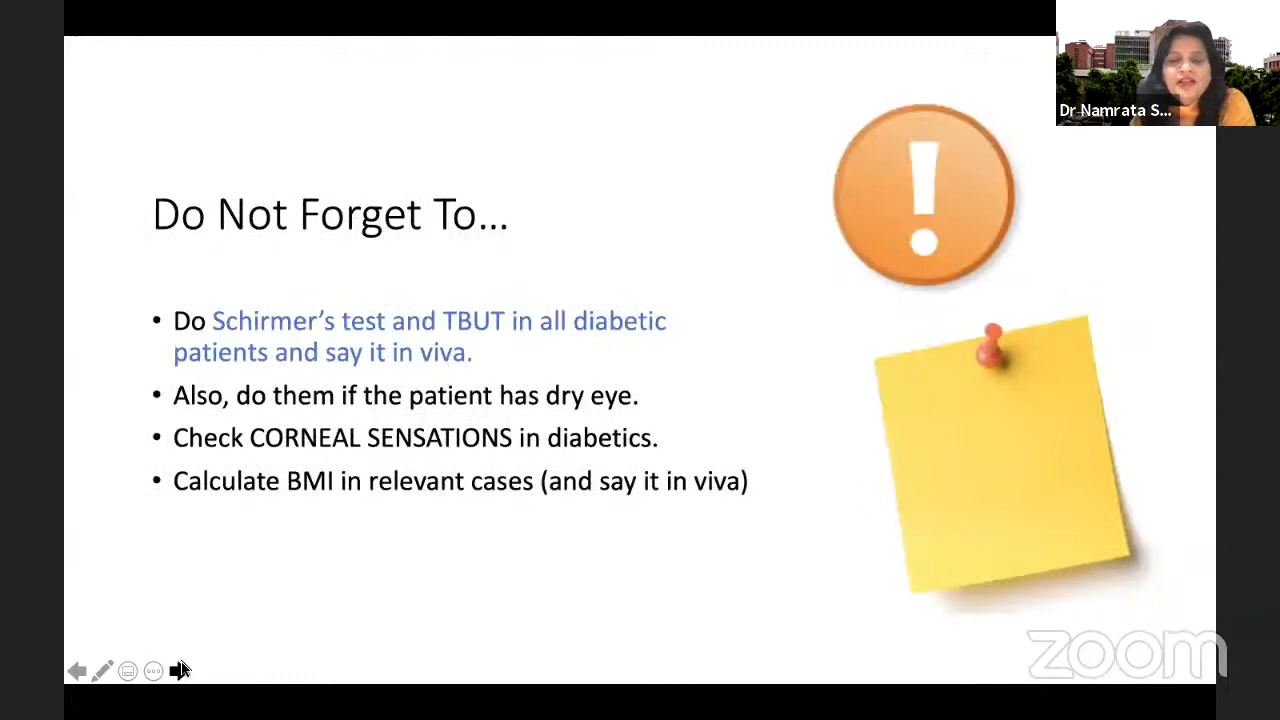 Dr Namrata S...
Do Not Forget To...
• Do Schirmer's test and TBUT in all diabetic
patients and say it in viva.
• Also, do them if the patient has dry eye.
• Check CORNEAL SENSATIONS in diabetics.
• Calculate BMI in relevant cases (and say it in viva)
zoom